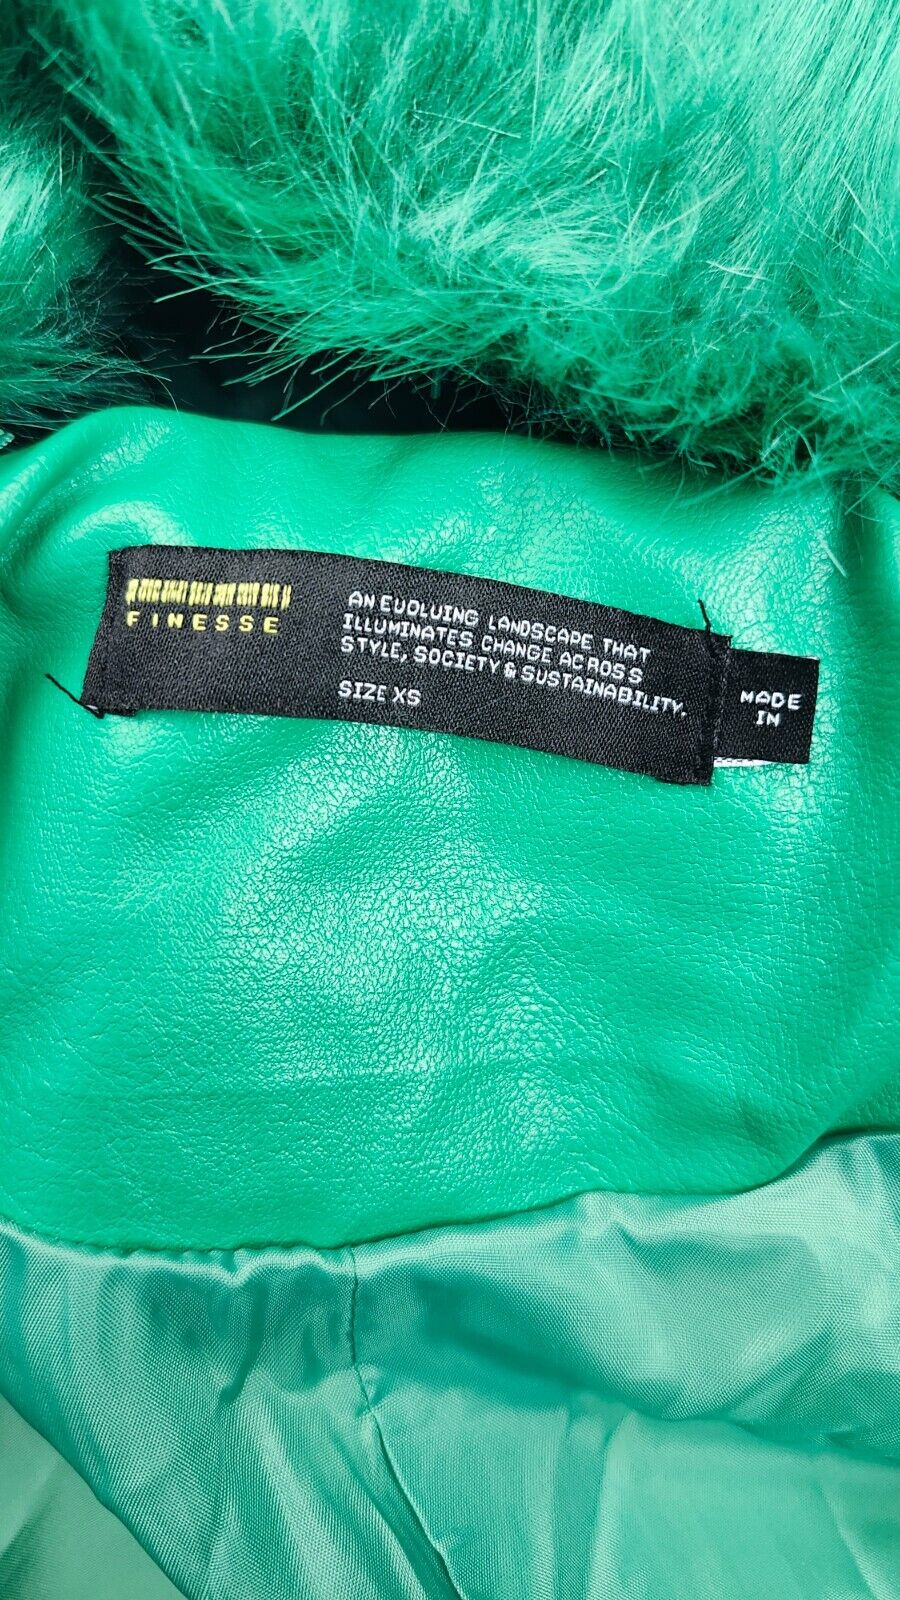 FINESSE
AN EVOLVING LANDSCAPE THAT
ILLUMINATES CHANGE ACROSS
STYLE, SOCIETY & SUSTAINABILITY.
SIZE XS
MADE
IN